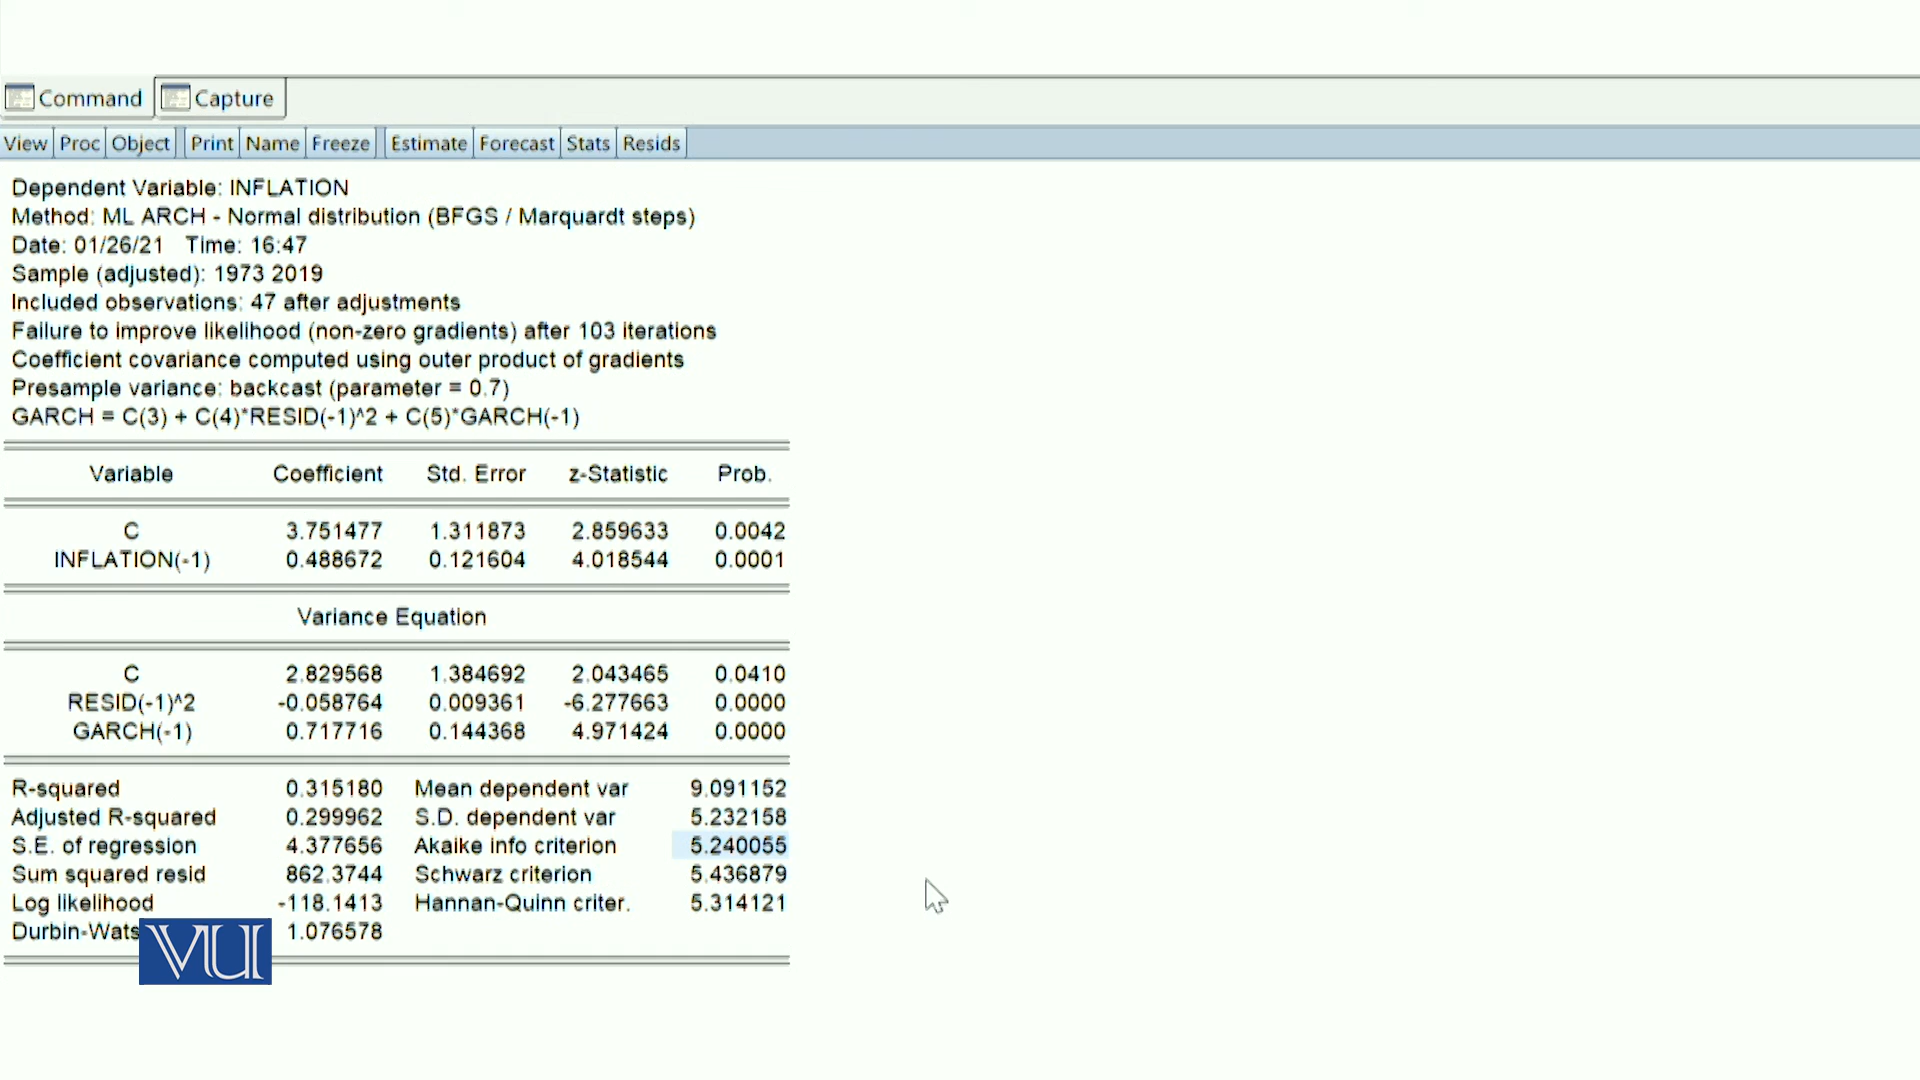 Command Capture
View Proc Object Print Name Freeze Estimate Forecast Stats Resids
Dependent Variable: INFLATION
Method: ML ARCH - Normal distribution (BFGS / Marquardt steps)
Date: 01/26/21 Time: 16:47
Sample (adjusted): 1973 2019
Included observations: 47 after adjustments
Failure to improve likelihood (non-zero gradients) after 103 iterations
Coefficient covariance computed using outer product of gradients
Presample variance: backcast (parameter = 0.7)
GARCH = C(3) + C(4)*RESID(-1)^2 + C(5)*GARCH(-1)
Variable Coefficient Std. Error z-Statistic Prob.
C 3.751477 1.311873 2.859633 0.0042
INFLATION(-1) 0.488672 0.121604 4.018544 0.0001
Variance Equation
C 2.829568 1.384692 2.043465 0.0410
RESID(-1)^2 -0.058764 0.009361 -6.277663 0.0000
GARCH(-1) 0.717716 0.144368 4.971424 0.0000
R-squared 0.315180 Mean dependent var 9.091152
Adjusted R-squared 0.299962 S.D. dependent var 5.232158
S.E. of regression 4.377656 Akaike info criterion 5.240055
Sum squared resid 862.3744 Schwarz criterion 5.436879
Log likelihood -118.1413 Hannan-Quinn criter. 5.314121
Durbin-Wats 1.076578
VU